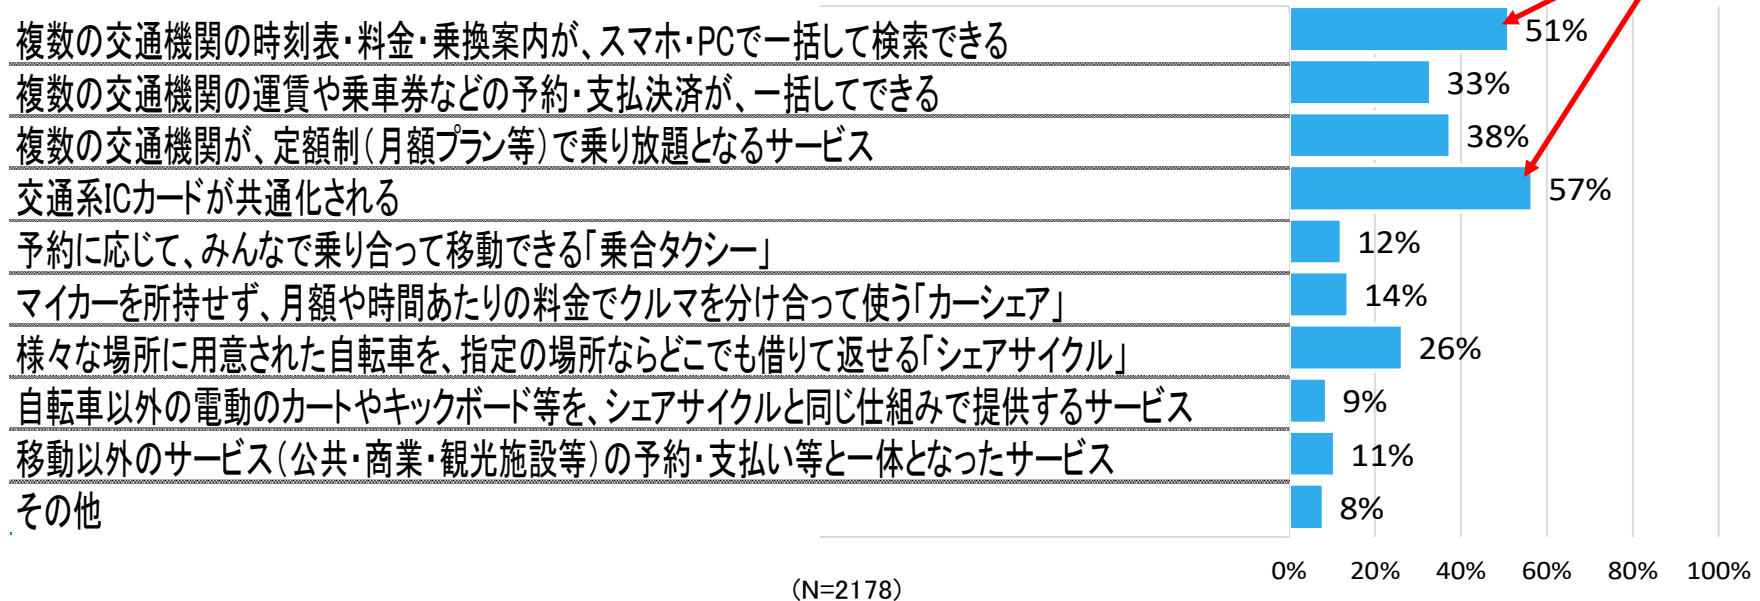 複数の交通機関の時刻表・料金・乗換案内が、スマホ・PCで一括して検索できる 51%
複数の交通機関の運賃や乗車券などの予約・支払決済が、一括してできる 33%
複数の交通機関が、定額制(月額プラン等)で乗り放題となるサービス 38%
交通系ICカードが共通化される 57%
予約に応じて、みんなで乗り合って移動できる「乗合タクシー」 12%
マイカーを所持せず、月額や時間あたりの料金でクルマを分け合って使う「カーシェア」 14%
様々な場所に用意された自転車を、指定の場所ならどこでも借りて返せる「シェアサイクル」 26%
自転車以外の電動のカートやキックボード等を、シェアサイクルと同じ仕組みで提供するサービス 9%
移動以外のサービス(公共・商業・観光施設等)の予約・支払い等と一体となったサービス 11%
その他 8%
0% 20% 40% 60% 80% 100%
(N=2178)